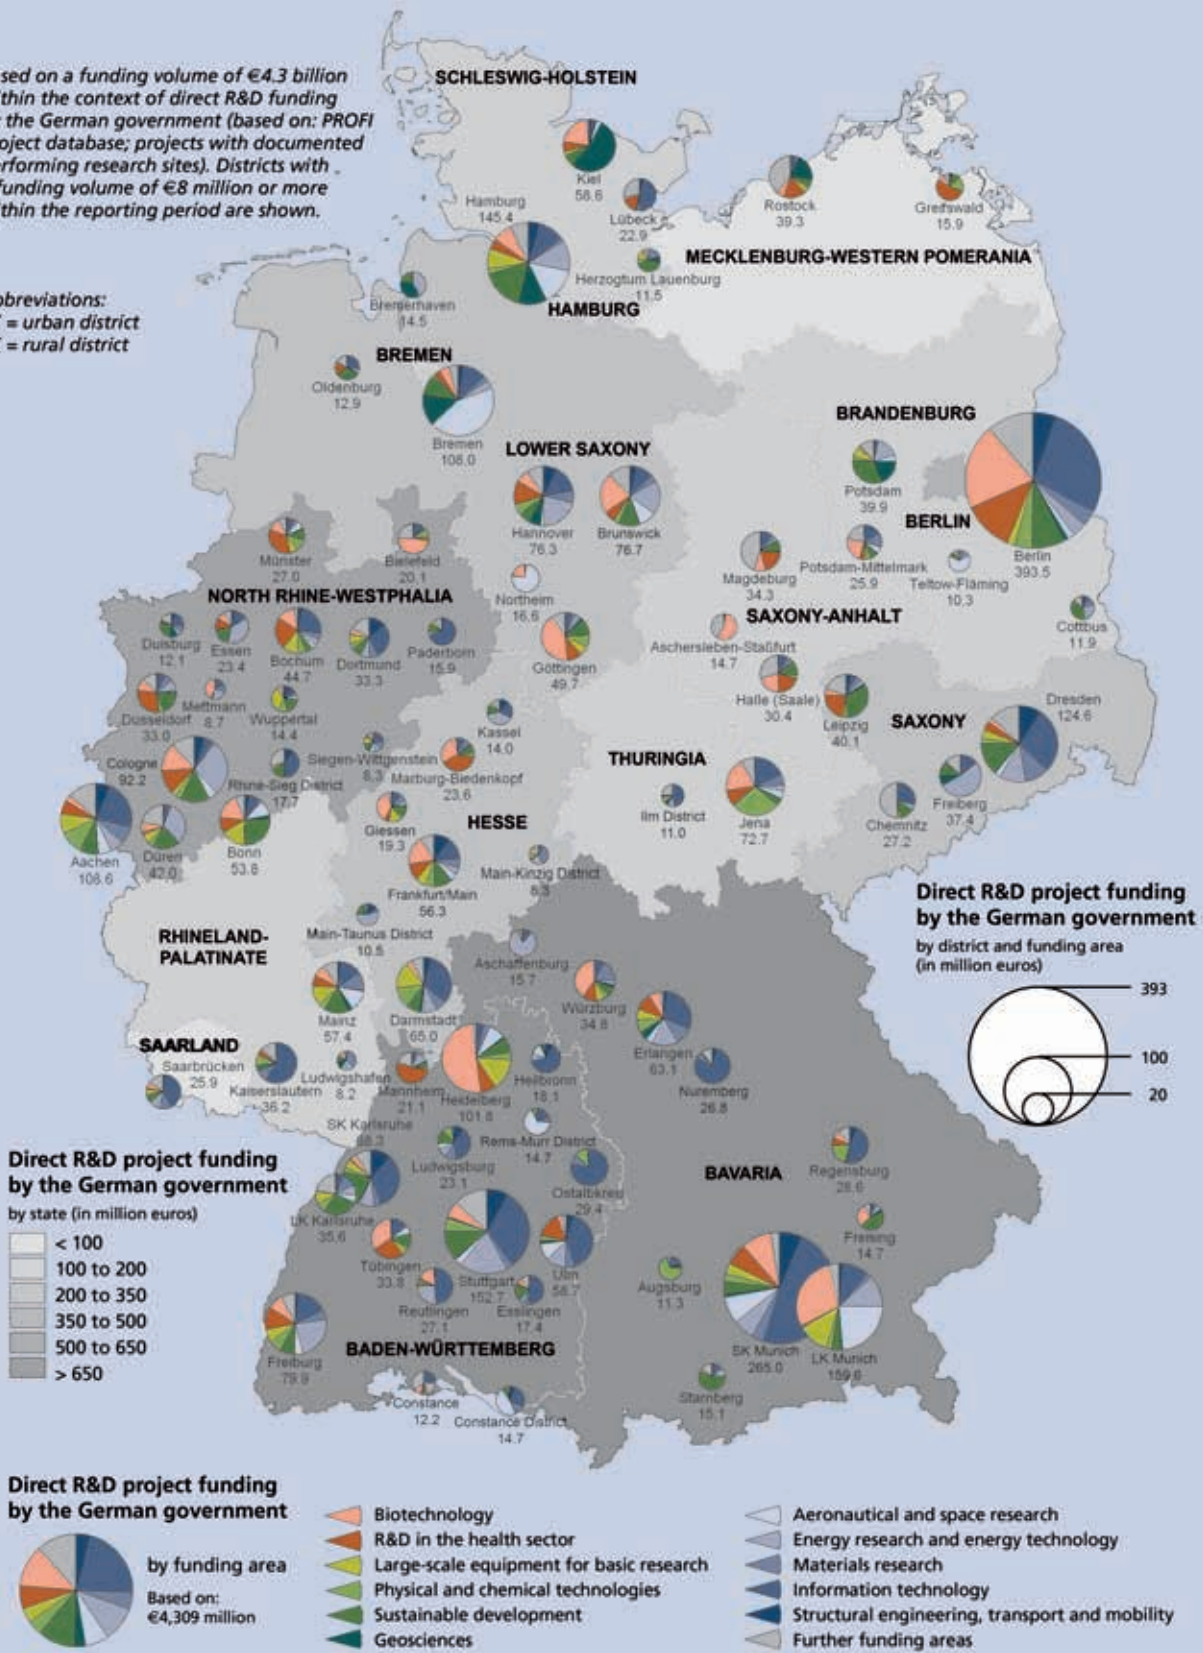 sed on a funding volume of €4.3 billion
thin the context of direct R&D funding
the German government (based on: PROFI
oject database; projects with documented
rforming research sites). Districts with
funding volume of €8 million or more
thin the reporting period are shown.
bbreviations:
= urban district
= rural district
SCHLESWIG-HOLSTEIN
Kiel
58.6
Hamburg
145.4
Lübeck
22.9
Rostock
39.3
Greifswald
15.9
MECKLENBURG-WESTERN POMERANIA
Herzogtum Lauenburg
11.5
HAMBURG
Bremerhaven
14.5
BREMEN
Oldenburg
12.9
Bremen
108.0
BRANDENBURG
LOWER SAXONY
Potsdam
39.9
BERLIN
Hannover
76.3
Brunswick
76.7
Berlin
393.5
Münster
27.0
Bielefeld
20.1
Magdeburg
34.3
Potsdam-Mittelmark
25.9
Teltow-Fläming
10.3
NORTH RHINE-WESTPHALIA
Northeim
16.6
SAXONY-ANHALT
Cottbus
11.9
Duisburg
12.1
Essen
23.4
Bochum
44.7
Dortmund
33.3
Paderborn
15.9
Göttingen
49.7
Aschersleben-Staßfurt
14.7
Düsseldorf
33.0
Mettmann
8.7
Wuppertal
14.4
Halle (Saale)
30.4
Leipzig
40.1
SAXONY
Dresden
124.6
Kassel
14.0
Cologne
92.2
Rhine-Sieg District
17.7
Siegen-Wittgenstein
8.3
Marburg-Biedenkopf
23.6
THURINGIA
Ilm District
11.0
Jena
72.7
Chemnitz
27.2
Freiberg
37.4
Aachen
108.6
Düren
42.0
Bonn
53.8
Giessen
19.3
HESSE
Frankfurt/Main
56.3
Main-Kinzig District
8.3
Direct R&D project funding
by the German government
by district and funding area
(in million euros)
393
100
20
RHINELAND-
PALATINATE
Main-Taunus District
10.5
Aschaffenburg
15.7
Würzburg
34.8
Mainz
57.4
Darmstadt
65.0
Erlangen
63.1
SAARLAND
Saarbrücken
25.9
Kaiserslautern
36.2
Ludwigshafen
8.2
Mannheim
21.1
Heidelberg
101.8
Heilbronn
18.1
Nuremberg
26.8
SK Karlsruhe
Rems-Murr District
14.7
Ludwigsburg
23.1
BAVARIA
Regensburg
28.6
Ostalbkreis
29.4
Direct R&D project funding
by the German government
by state (in million euros)
< 100
100 to 200
200 to 350
350 to 500
500 to 650
> 650
LK Karlsruhe
35.6
Tübingen
33.8
Stuttgart
152.7
Ulm
58.7
Freising
14.7
Augsburg
11.3
Reutlingen
27.1
Esslingen
17.4
Freiburg
79.9
BADEN-WÜRTTEMBERG
SK Munich
265.0
LK Munich
159.6
Starnberg
15.1
Constance
12.2
Constance District
14.7
Direct R&D project funding
by the German government
by funding area
Based on:
€4,309 million
Biotechnology
R&D in the health sector
Large-scale equipment for basic research
Physical and chemical technologies
Sustainable development
Geosciences
Aeronautical and space research
Energy research and energy technology
Materials research
Information technology
Structural engineering, transport and mobility
Further funding areas